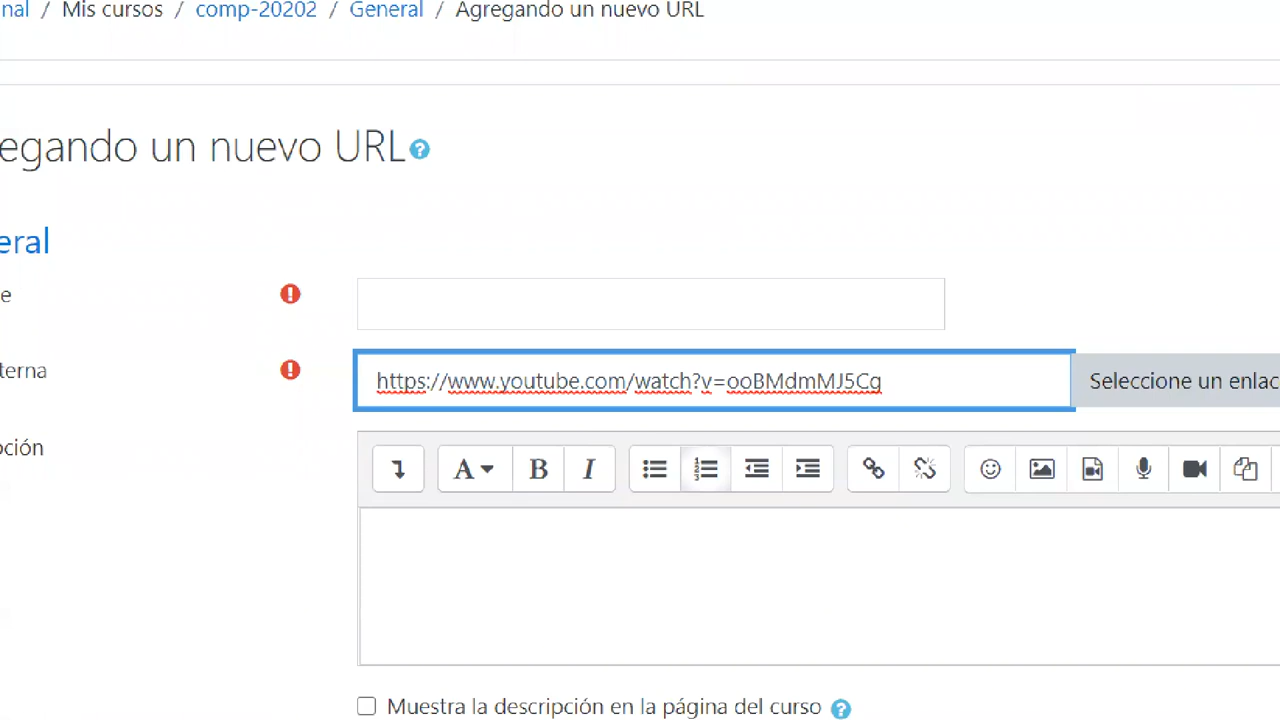 nal / Mis cursos / comp-20202 / General / Agregando un nuevo URL
egando un nuevo URL
eral
e
terna
https://www.youtube.com/watch?v=ooBMdmMJ5Cg
Seleccione un enlac
oción
A B I
Muestra la descripción en la página del curso